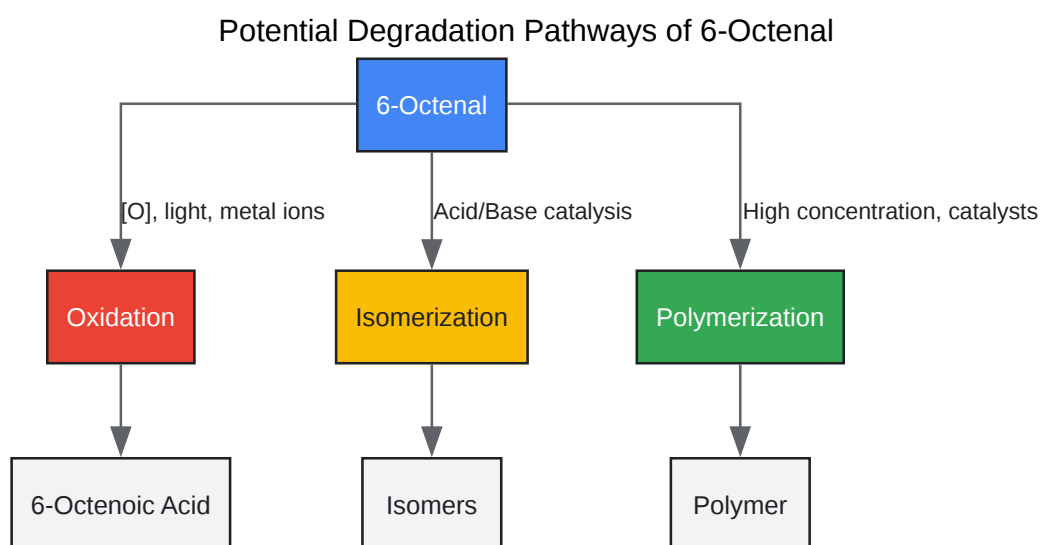 Potential Degradation Pathways of 6-Octenal
6-Octenal
[O], light, metal ions
Acid/Base catalysis
High concentration, catalysts
Oxidation
Isomerization
Polymerization
6-Octenoic Acid
Isomers
Polymer